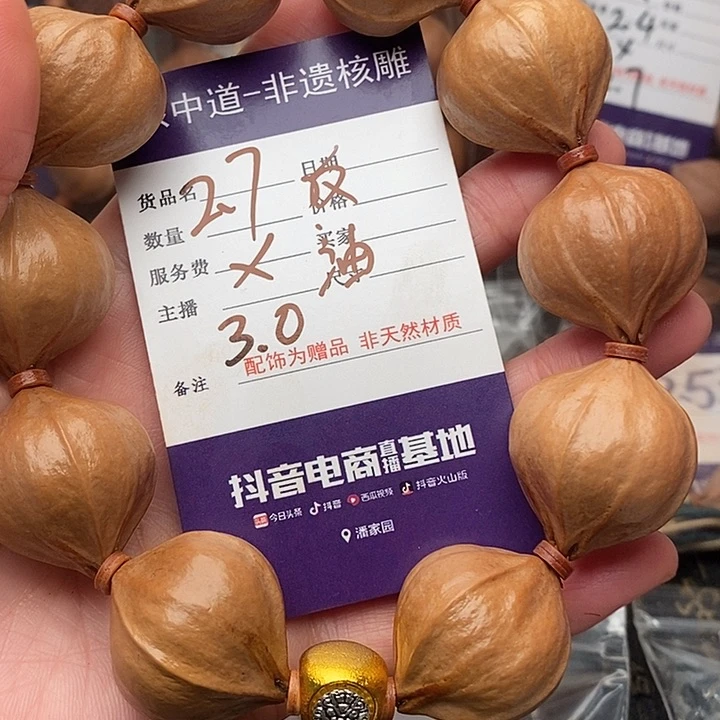 中道-非遗核雕
货品名 27 日期
数量 价格
服务费 × 买家 油
主播
3.0
配饰为赠品 非天然材质
备注
抖音电商直播基地
今日头条 抖音 西瓜视频 抖音火山版
潘家园
24